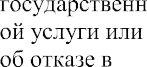 государственн
ой услуги или
об отказе в